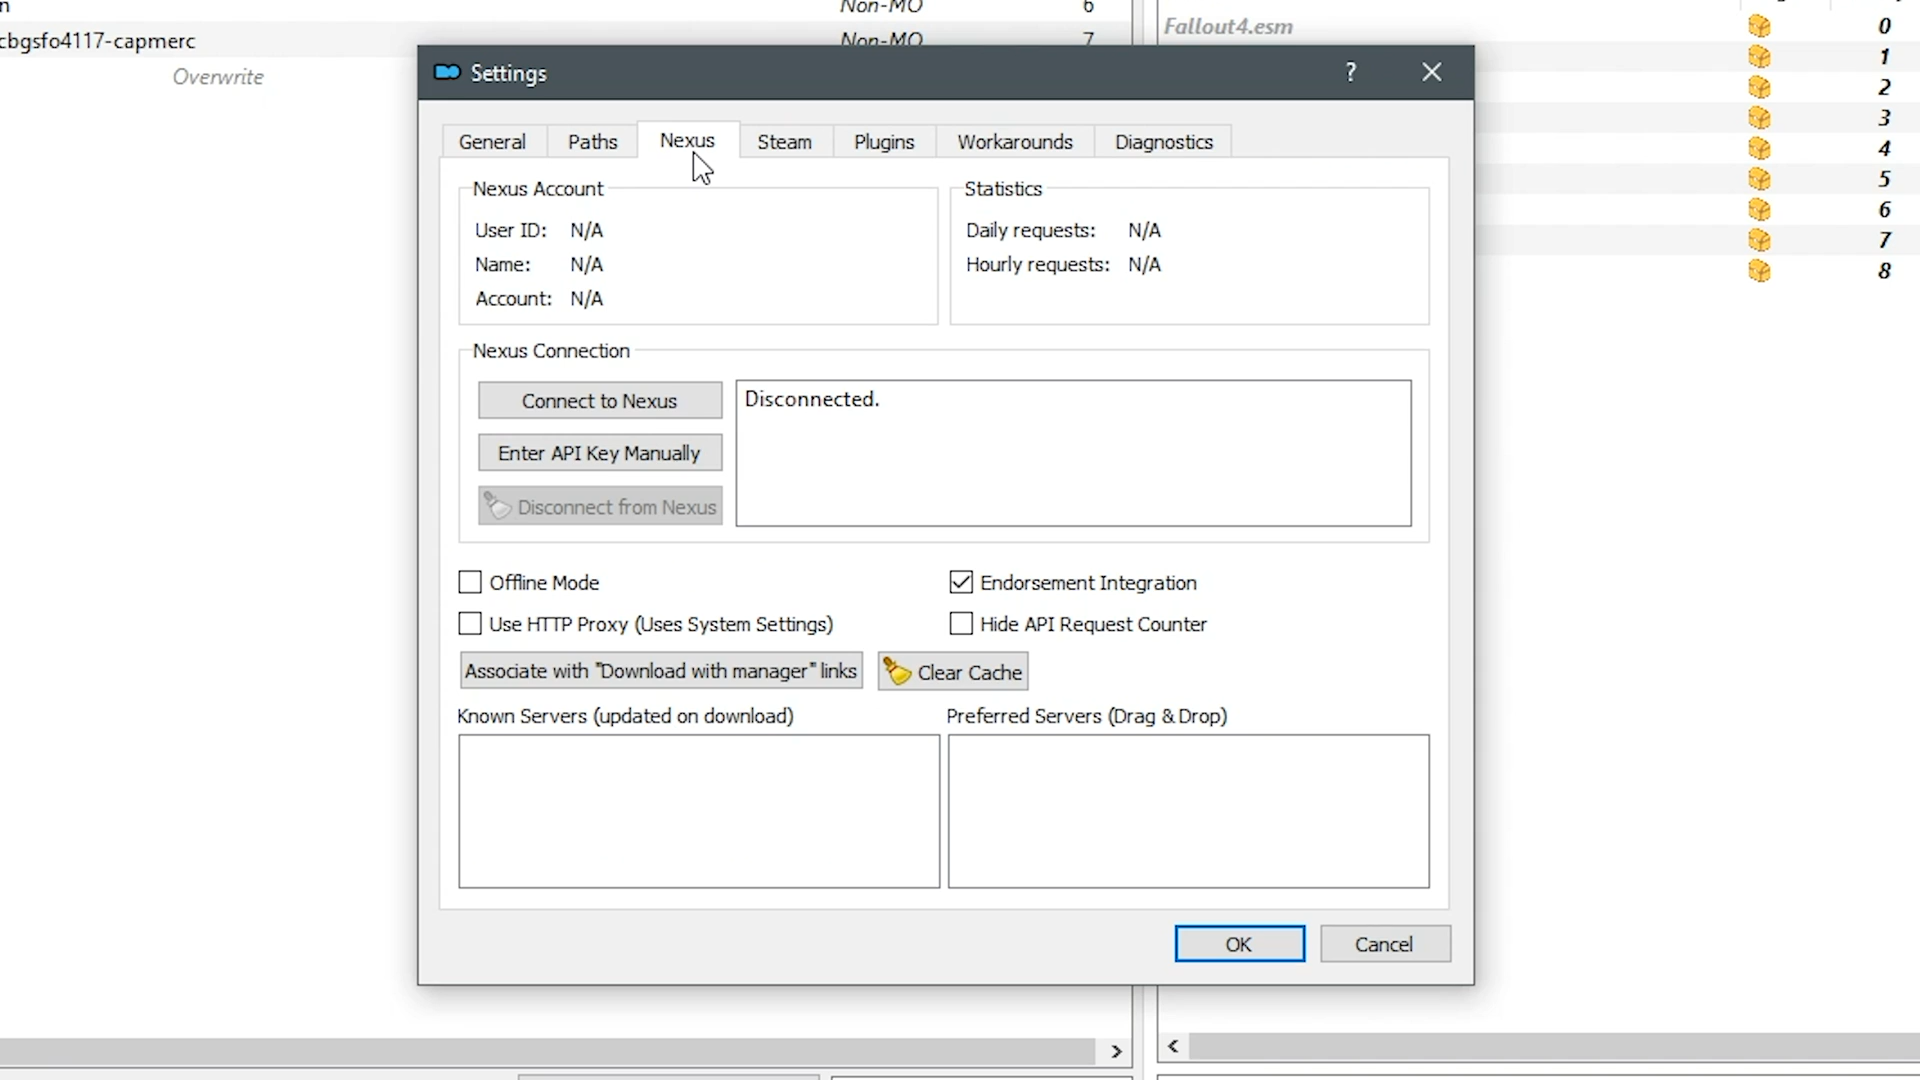 n
Non-MO 6
cbgsfo4117-capmerc Non-MO 7
Overwrite
Fallout4.esm 0
1
2
3
4
5
6
7
8
Settings ?
General Paths Nexus Steam Plugins Workarounds Diagnostics
Nexus Account
User ID: N/A
Name: N/A
Account: N/A
Statistics
Daily requests: N/A
Hourly requests: N/A
Nexus Connection
Connect to Nexus
Enter API Key Manually
Disconnect from Nexus
Disconnected.
Offline Mode
Endorsement Integration
Use HTTP Proxy (Uses System Settings)
Hide API Request Counter
Associate with "Download with manager" links
Clear Cache
Known Servers (updated on download)
Preferred Servers (Drag & Drop)
OK
Cancel